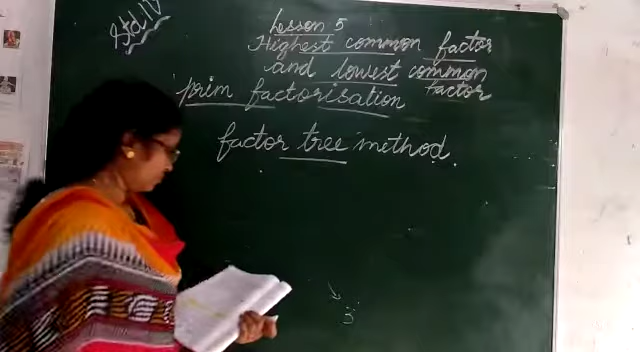 Std IV
Lesson 5
Highest common factor
and lowest common
factor
prim factorisation
factor tree method.